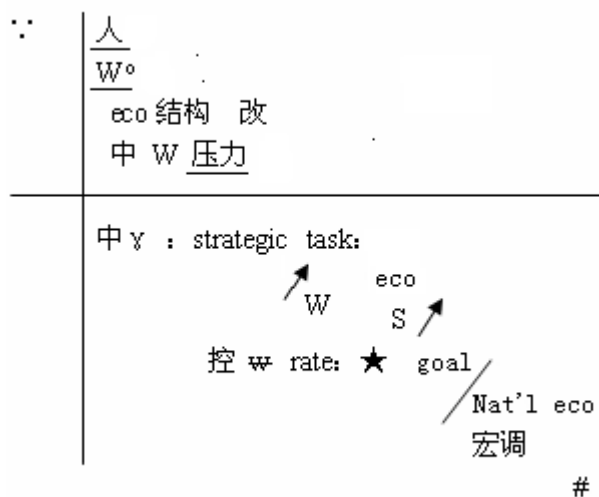 ∵ 人
Wº
eco 结构 改
中 W 压力
中 γ : strategic task:
↗ W eco S ↗
控 w̶ rate: ★ goal
/ Nat'l eco
宏调
#